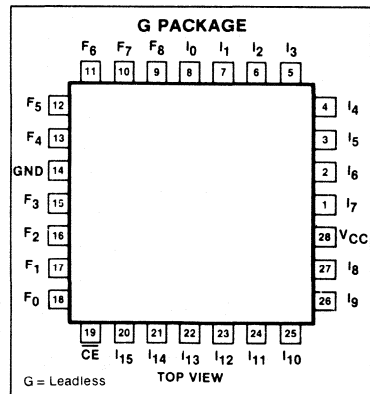 G PACKAGE
F6 F7 F8 I0 I1 I2 I3
11 10 9 8 7 6 5
F5 12 4 I4
F4 13 3 I5
GND 14 2 I6
F3 15 1 I7
F2 16 28 VCC
F1 17 27 I8
F0 18 26 I9
19 20 21 22 23 24 25
C̅E̅ I15 I14 I13 I12 I11 I10
G = Leadless TOP VIEW